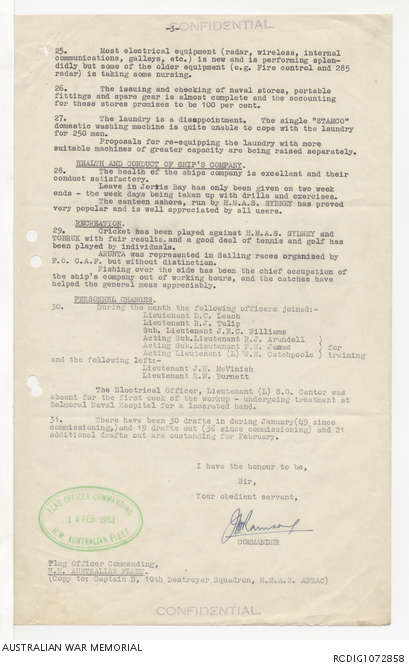 CONFIDENTIAL
-3-
25. Most electrical equipment (radar, wireless, internal
communications, galleys, etc.) is new and is performing splen-
didly but some of the older equipment (e.g. Fire control and 285
radar) is taking some nursing.
26. The issuing and checking of naval stores, portable
fittings and spare gear is almost complete and the accounting
for these stores promises to be 100 per cent.
27. The laundry is a disappointment. The single "STAMCO"
domestic washing machine is quite unable to cope with the laundry
for 250 men.
Proposals for re-equipping the laundry with more
suitable machines of greater capacity are being raised separately.
HEALTH AND CONDUCT OF SHIP'S COMPANY.
28. The health of the ships company is excellent and their
conduct satisfactory.
Leave in Jervis Bay has only been given on two week
ends - the week days being taken up with drills and exercises.
The canteen ashore, run by H.M.A.S. SYDNEY has proved
very popular and is well appreciated by all users.
RECREATION.
29. Cricket has been played against H.M.A.S. SYDNEY and
TOBRUK with fair results and a good deal of tennis and golf has
been played by individuals.
ARUNTA was represented in Sailing races organised by
F.O. C.A.F. but without distinction.
Fishing over the side has been the chief occupation of
the ship's company out of working hours, and the catches have
helped the general mess appreciably.
PERSONNEL CHANGES.
30. During the month the following officers joined:-
Lieutenant D.C. Leach
Lieutenant R.J. Tulip
Sub. Lieutenant J.N.C. Williams
Acting Sub.Lieutenant R.J. Arundell )
Acting Sub.Lieutenant F.E. James ) for
Acting Lieutenant (L) W.H. Catchpoole ) training
and the following left:-
Lieutenant J.H. McVinish
Lieutenant R.W. Burnett
The Electrical Officer, Lieutenant (L) S.G. Cantor was
absent for the first week of the workup - undergoing treatment at
Balmoral Naval Hospital for a lacerated hand.
31. There have been 30 drafts in during January(49 since
commissioning,)and 19 drafts out (36 since commissioning) and 21
additional drafts out are oustanding for February.
I have the honour to be,
Sir,
Your obedient servant,
COMMANDER
FLAG OFFICER COMMANDING
14 FEB 1953
H.M. AUSTRALIAN FLEET
Flag Officer Commanding,
H.M. AUSTRALIAN FLEET.
(Copy to: Captain D, 10th Destroyer Squadron, H.M.A.S. ANZAC)
CONFIDENTIAL.
AUSTRALIAN WAR MEMORIAL
RCDIG1072858